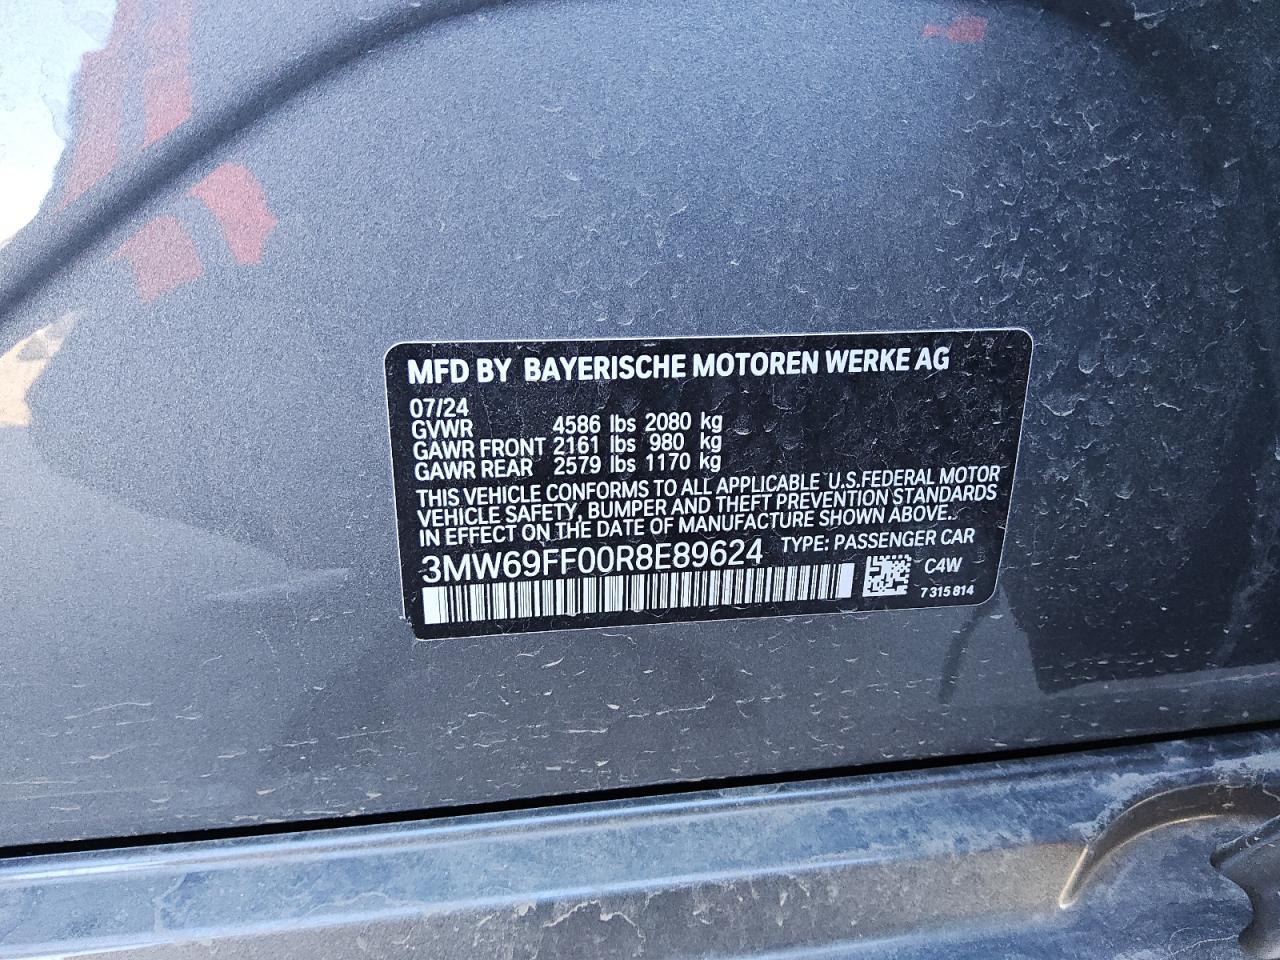 MFD BY BAYERISCHE MOTOREN WERKE AG
07/24
GVWR 4586 lbs 2080 kg
GAWR FRONT 2161 lbs 980 kg
GAWR REAR 2579 lbs 1170 kg
THIS VEHICLE CONFORMS TO ALL APPLICABLE U.S.FEDERAL MOTOR
VEHICLE SAFETY, BUMPER AND THEFT PREVENTION STANDARDS
IN EFFECT ON THE DATE OF MANUFACTURE SHOWN ABOVE..
3MW69FF00R8E89624 TYPE: PASSENGER CAR
C4W
7 315 814